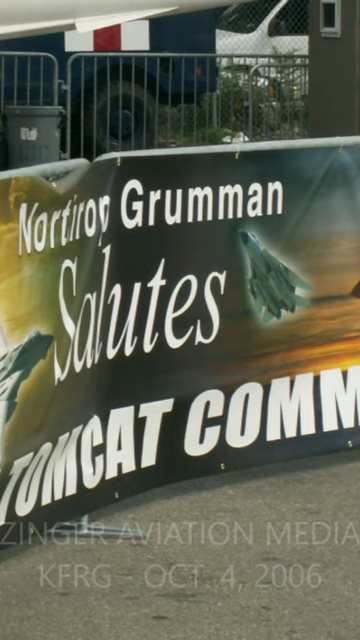 Northrop Grumman
Salutes
TOMCAT COMM
ZINGER AVIATION MEDIA
KFRG - OCT. 4, 2006